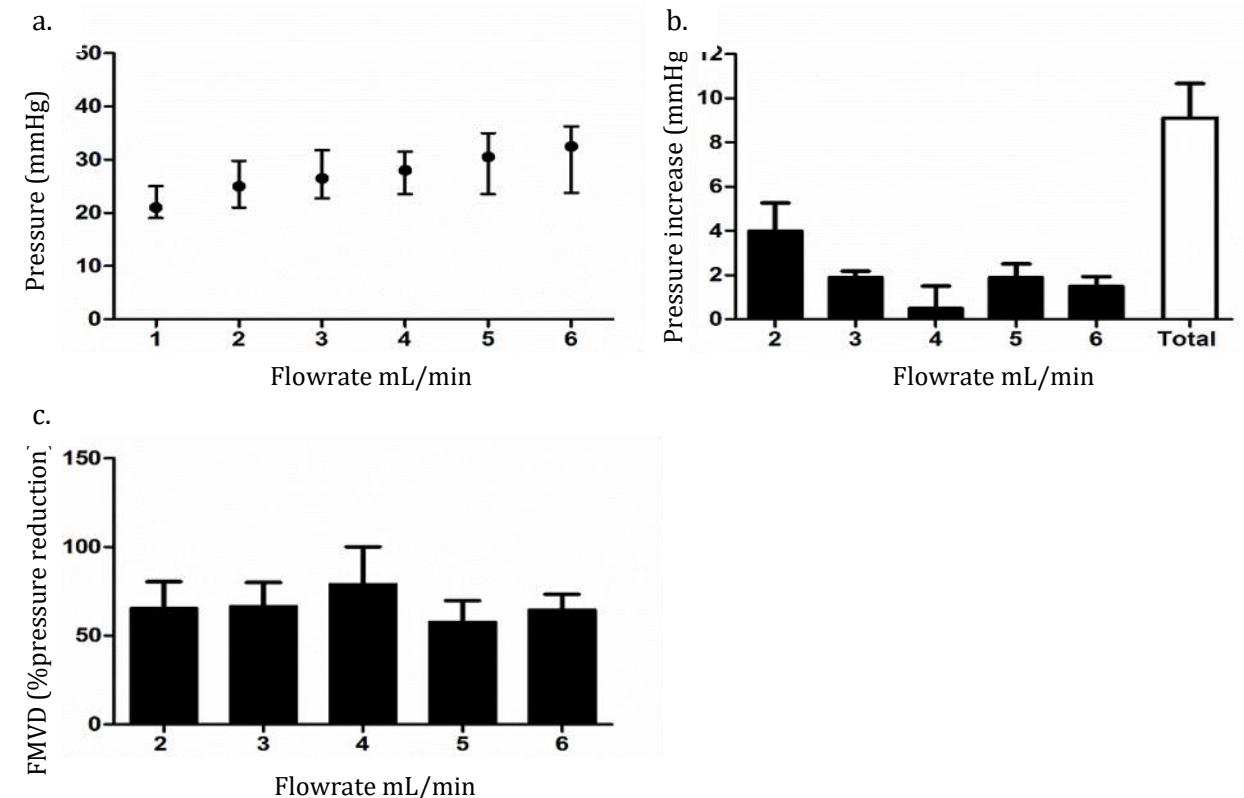 a.
Pressure (mmHg)
50
40
30
20
10
0
1 2 3 4 5 6
Flowrate mL/min
b.
Pressure increase (mmHg
12
10
8
6
4
2
0
2 3 4 5 6 Total
Flowrate mL/min
c.
FMVD (%pressure reduction)
150
100
50
0
2 3 4 5 6
Flowrate mL/min